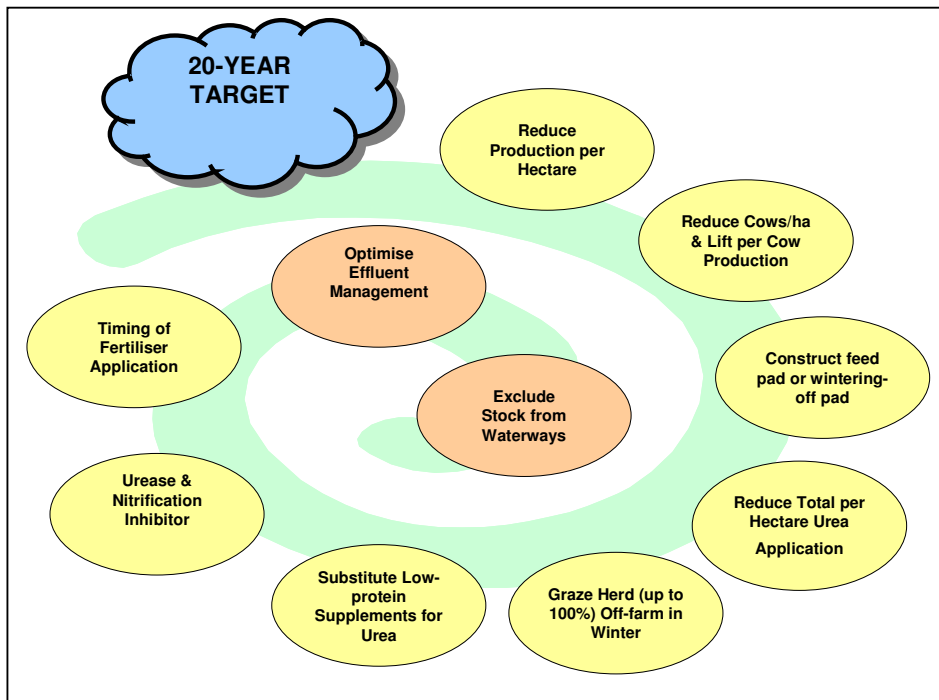 20-YEAR
TARGET
Reduce
Production per
Hectare
Reduce Cows/ha
& Lift per Cow
Production
Optimise
Effluent
Management
Timing of
Fertiliser
Application
Construct feed
pad or wintering-
off pad
Exclude
Stock from
Waterways
Urease &
Nitrification
Inhibitor
Reduce Total per
Hectare Urea
Application
Substitute Low-
protein
Supplements for
Urea
Graze Herd (up to
100%) Off-farm in
Winter